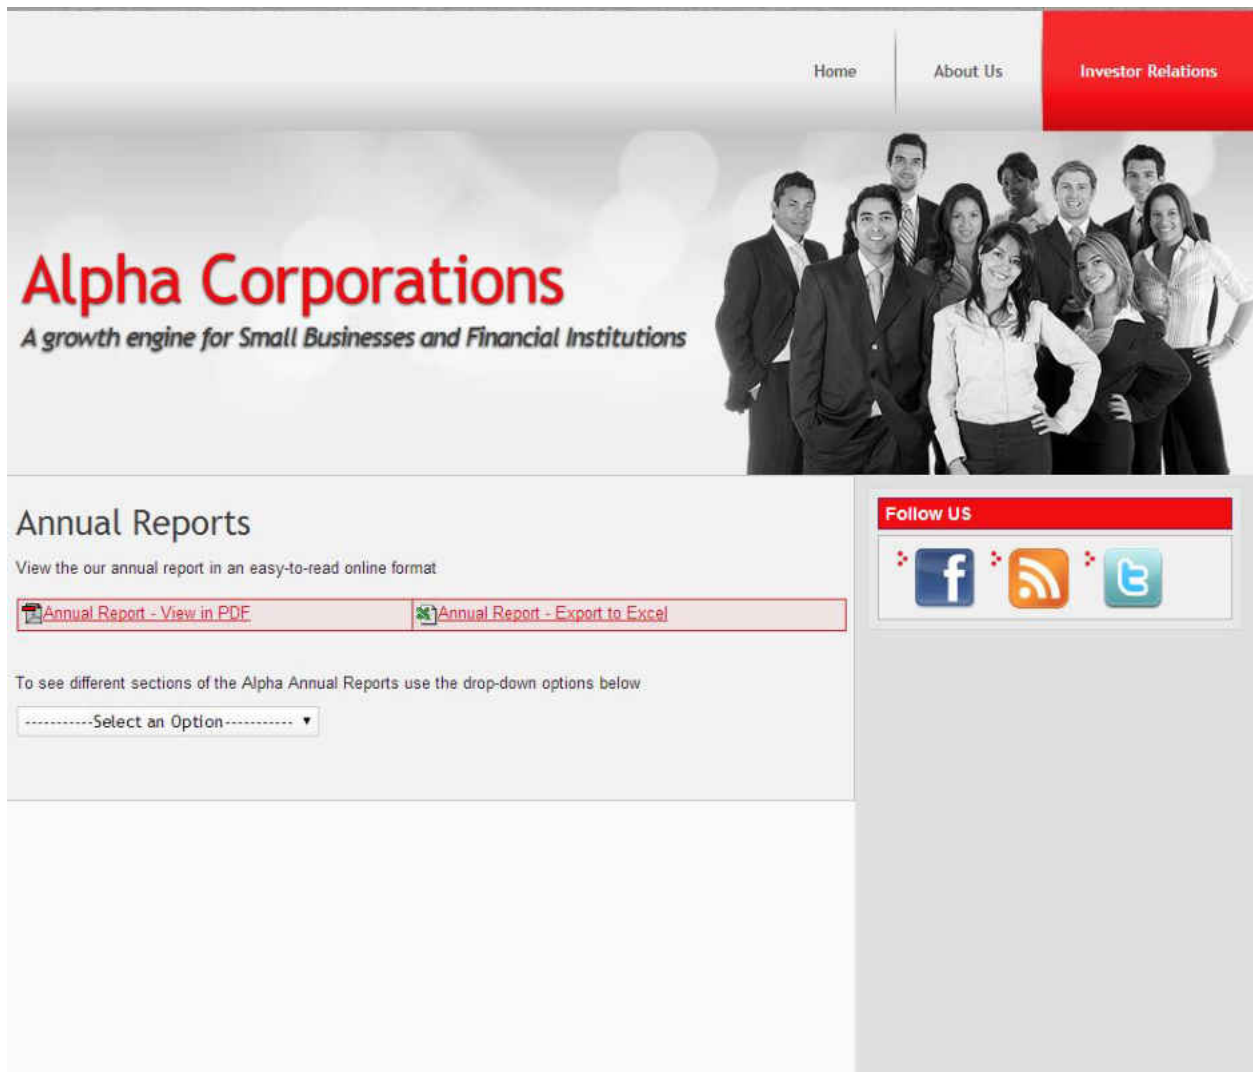 Home
About Us
Investor Relations
Alpha Corporations
A growth engine for Small Businesses and Financial Institutions
Annual Reports
View the our annual report in an easy-to-read online format
Annual Report - View in PDF
Annual Report - Export to Excel
To see different sections of the Alpha Annual Reports use the drop-down options below
-----------Select an Option-----------
Follow US